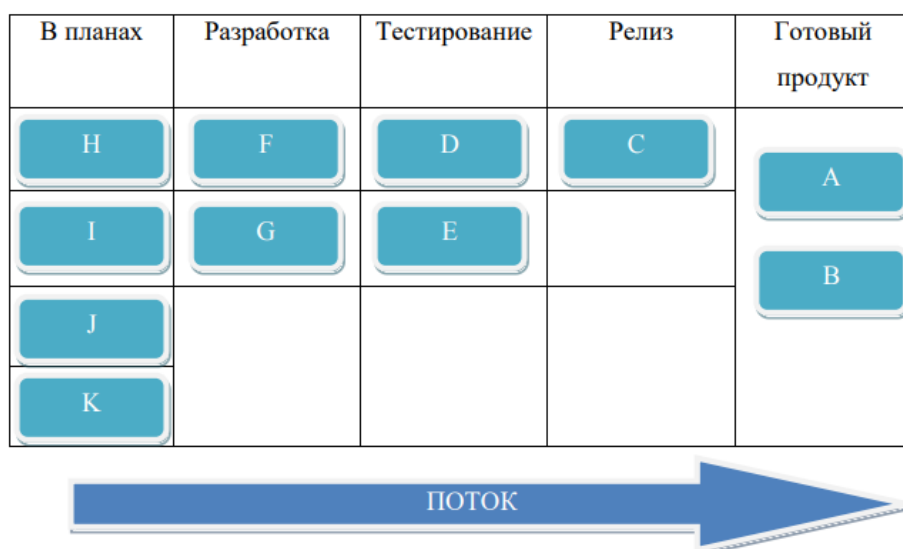 В планах Разработка Тестирование Релиз Готовый
продукт
H F D C
A
I G E
B
J
K
ПОТОК